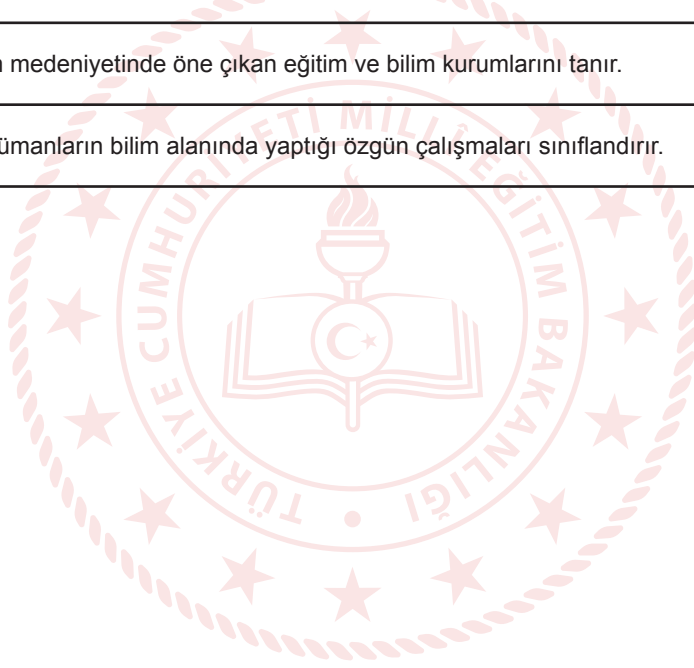 medeniyetinde öne çıkan eğitim ve bilim kurumlarını tanır.
bilim alanında yaptığı özgün çalışmaları sınıflandırır.
TÜRKİYE CUMHURİYETİ MİLLÎ EĞİTİM BAKANLIĞI